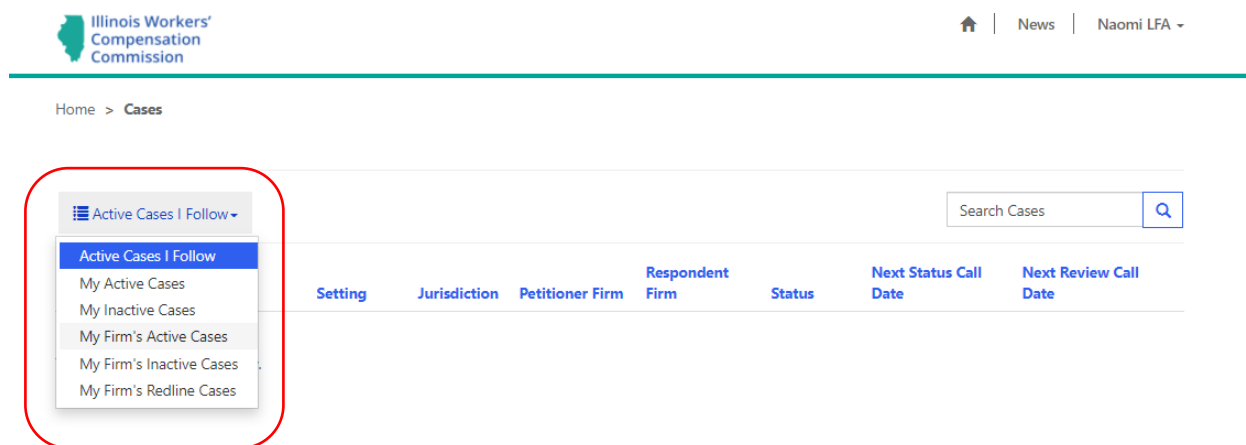 Illinois Workers'
Compensation
Commission
News
Naomi LFA
Home > Cases
Active Cases I Follow
Search Cases
Active Cases I Follow
My Active Cases
My Inactive Cases
My Firm's Active Cases
My Firm's Inactive Cases
My Firm's Redline Cases
Setting
Jurisdiction
Petitioner Firm
Respondent
Firm
Status
Next Status Call
Date
Next Review Call
Date